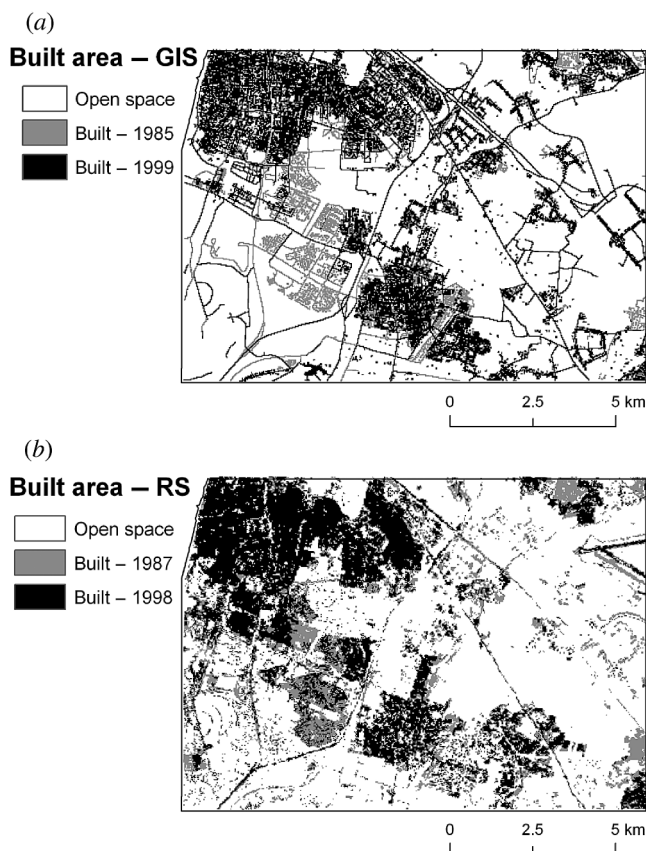 (a)
Built area – GIS
Open space
Built – 1985
Built – 1999
0 2.5 5 km
(b)
Built area – RS
Open space
Built – 1987
Built – 1998
0 2.5 5 km